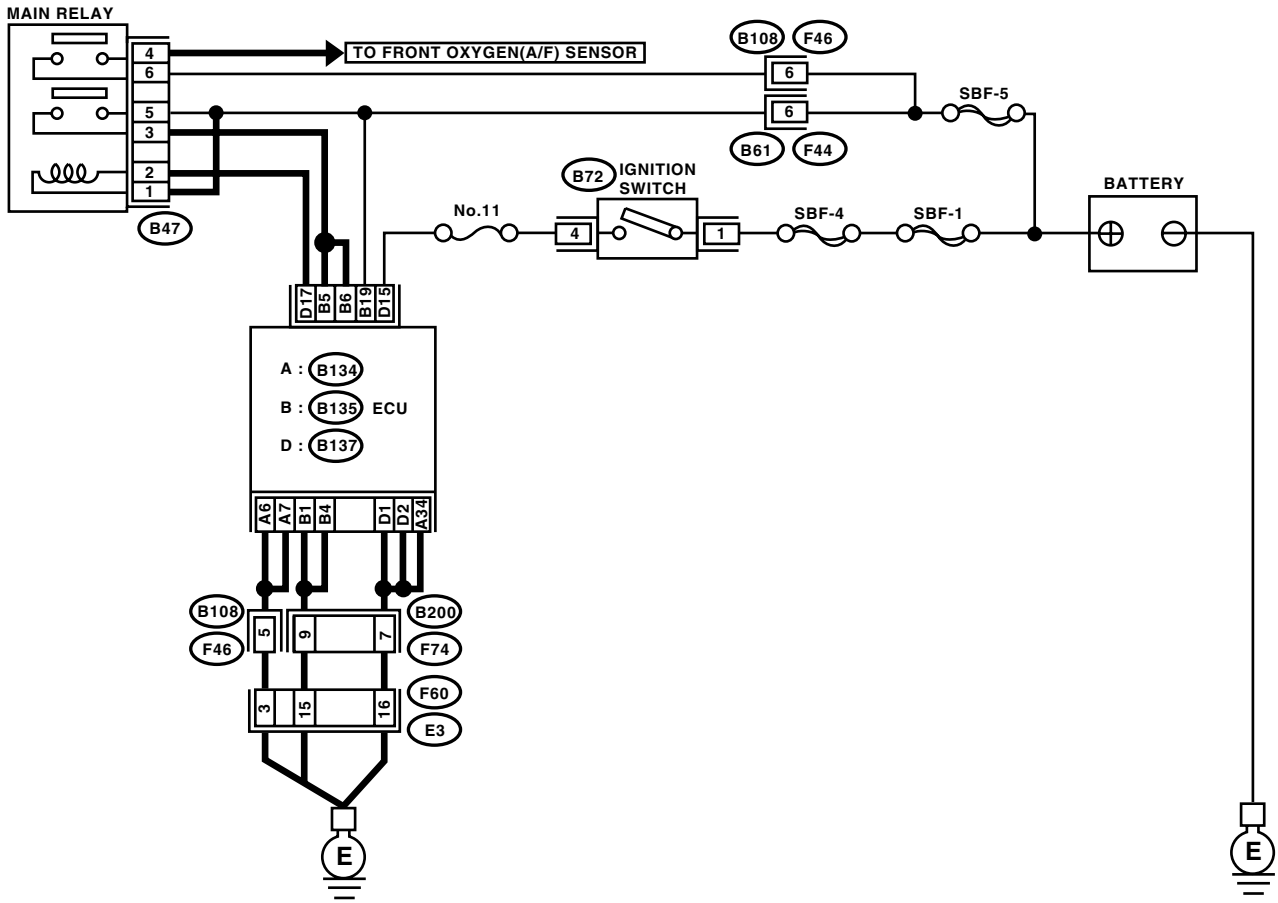 MAIN RELAY
4
TO FRONT OXYGEN(A/F) SENSOR
6
5
3
2
1
B47
B108 F46
6
6
B61 F44
SBF-5
B72 IGNITION
SWITCH
No.11
4
1
SBF-4
SBF-1
BATTERY
D17 B5 B6 B19 D15
A : B134
B : B135 ECU
D : B137
A6 A7 B1 B4 D1 D2 A34
B108
F46
5
9
7
B200
F74
3
15
16
F60
E3
E
E